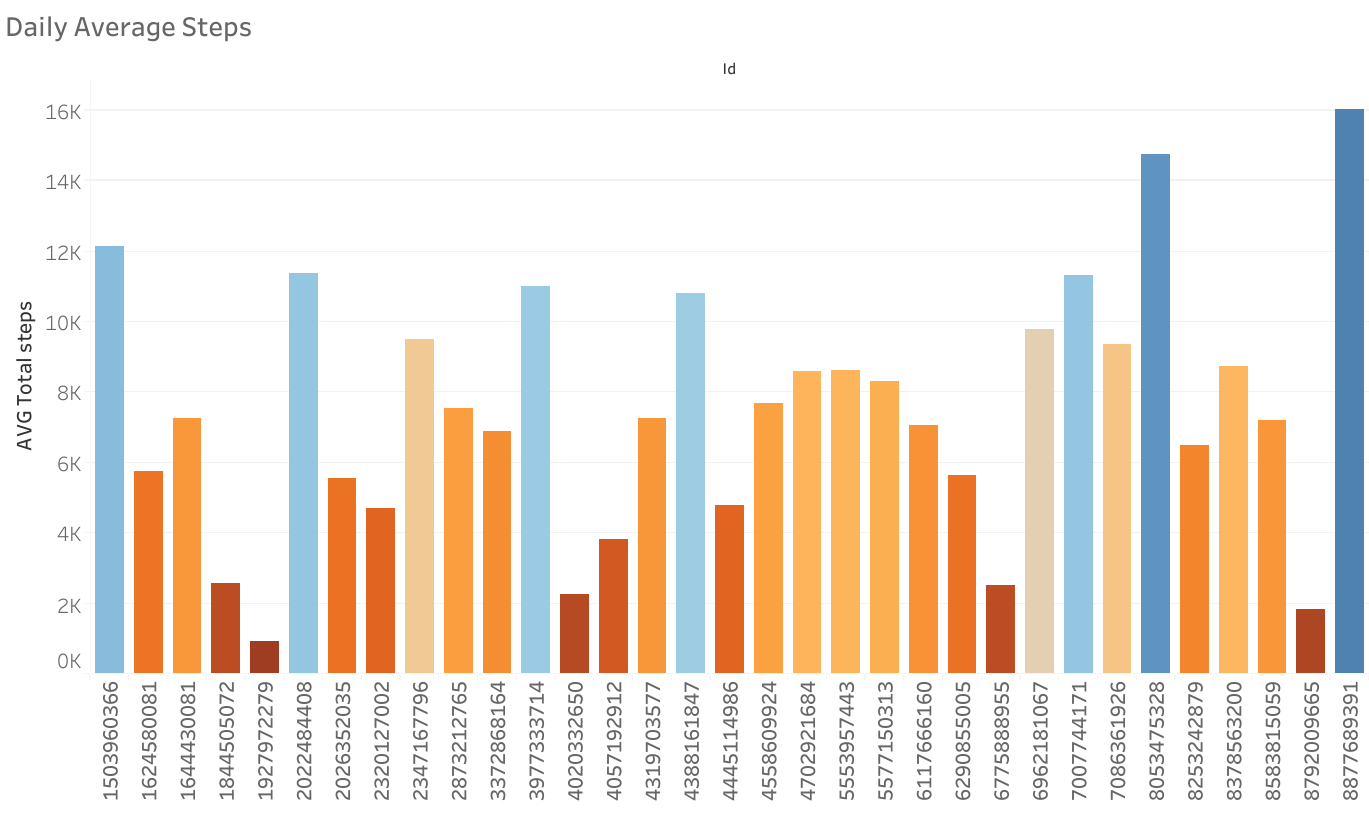 Daily Average Steps
Id
AVG Total steps
16K
14K
12K
10K
8K
6K
4K
2K
0K
1503960366
1624580081
1644430081
1844505072
1927972279
2022484408
2026352035
2320127002
2347167796
2873212765
3372868164
3977333714
4020332650
4057192912
4319703577
4388161847
4445114986
4558609924
4702921684
5553957443
5577150313
6117666160
6290855005
6775888955
6962181067
7007744171
7086361926
8053475328
8253242879
8378563200
8583815059
8792009665
8877689391